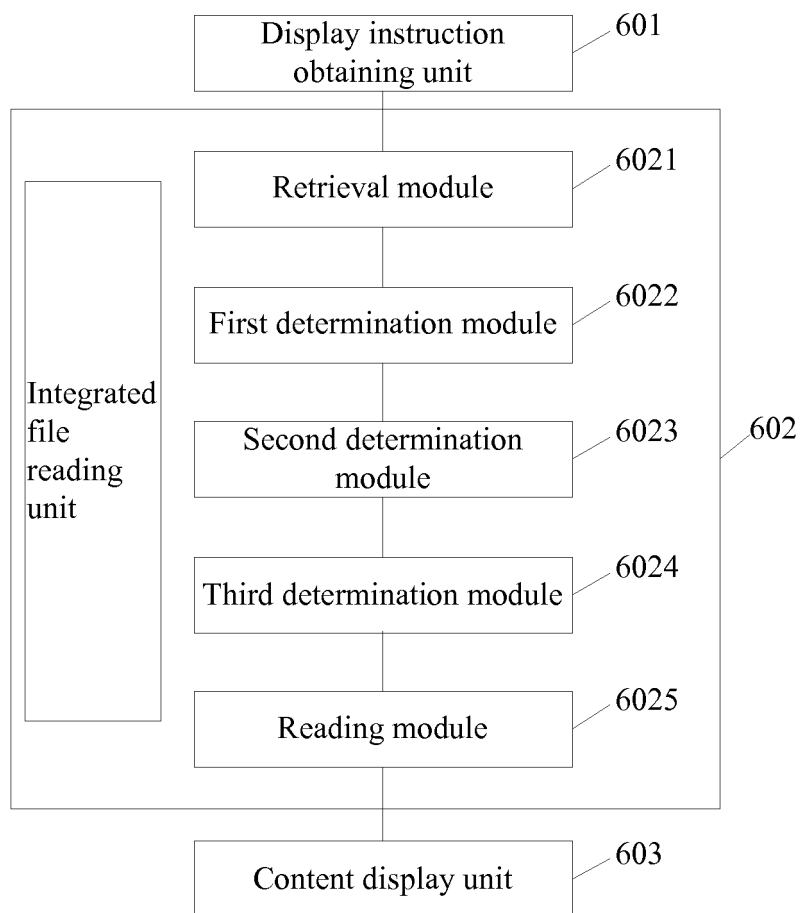 Display instruction
obtaining unit
601
Retrieval module
6021
First determination module
6022
Integrated
file
reading
unit
Second determination
module
6023
602
Third determination module
6024
Reading module
6025
Content display unit
603